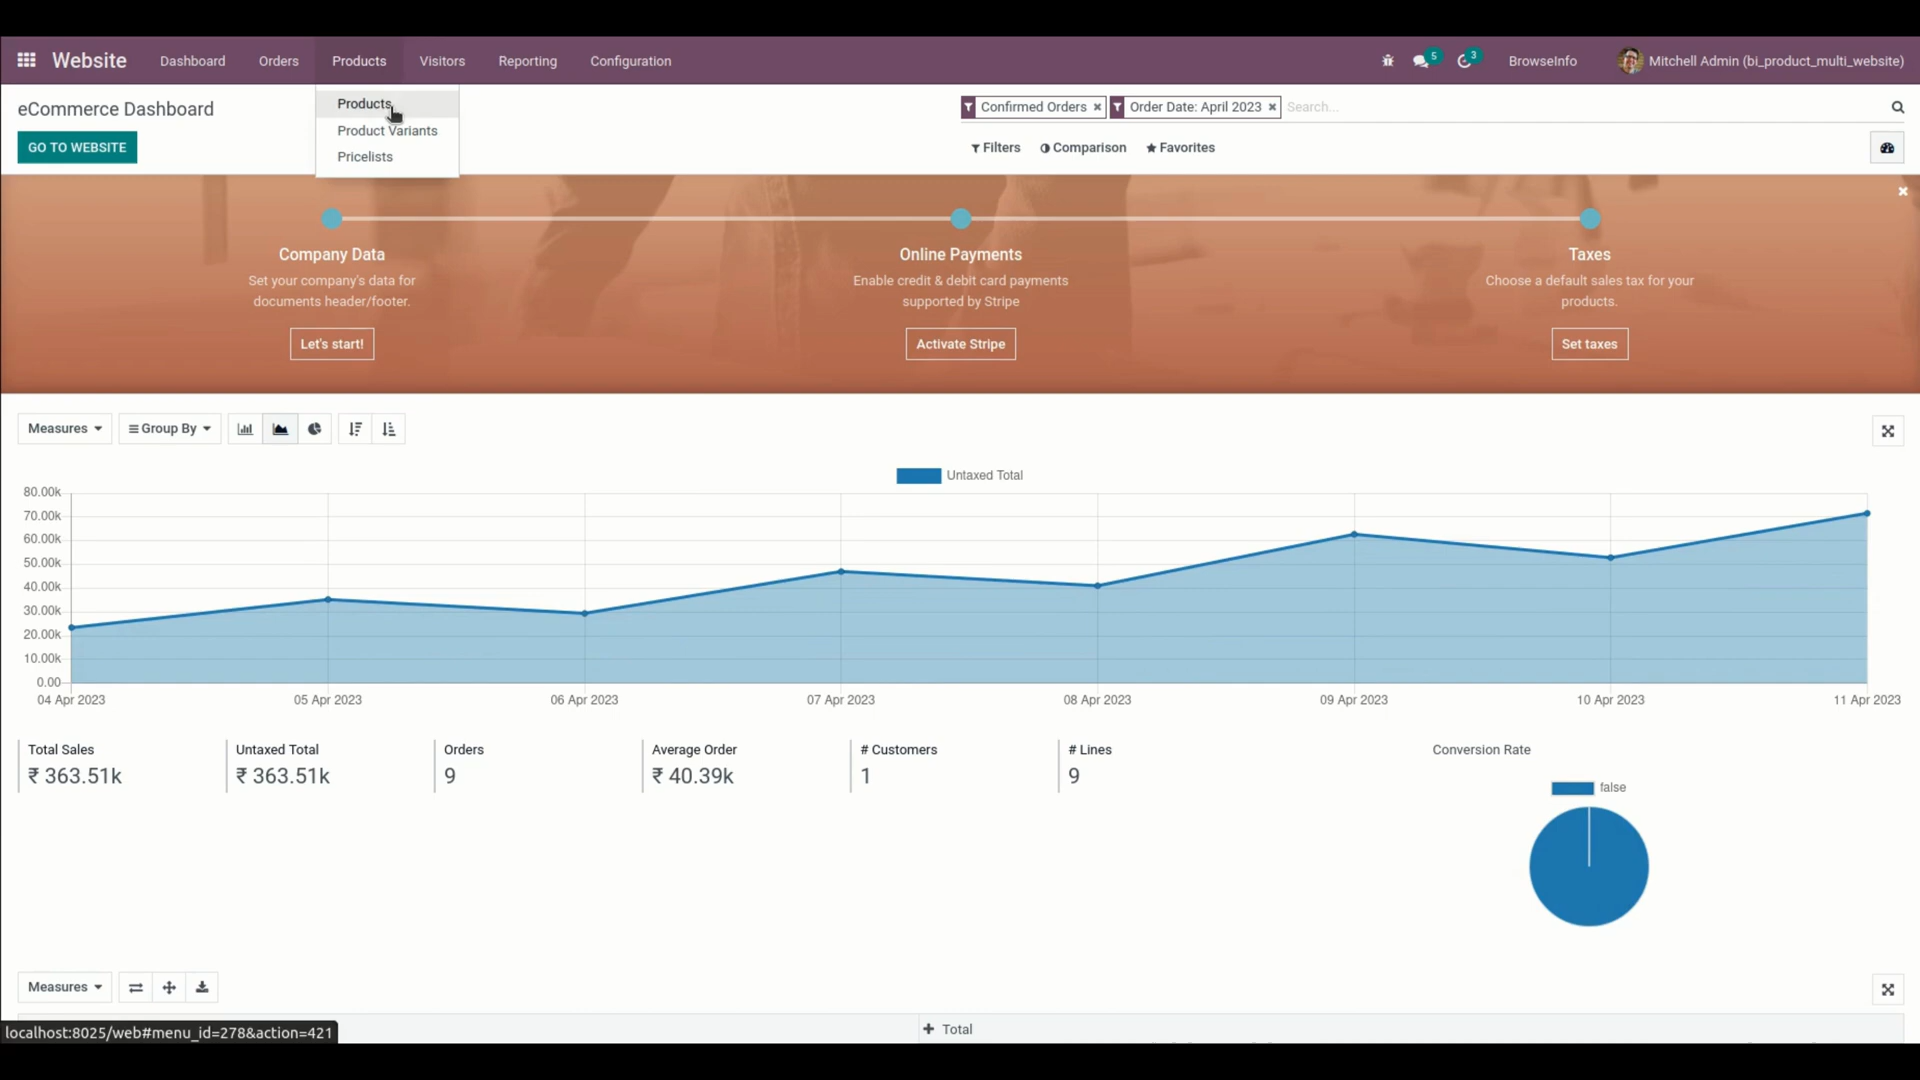 Website Dashboard Orders Products Visitors Reporting Configuration 5 3 BrowseInfo Mitchell Admin (bi_product_multi_website)
eCommerce Dashboard
Confirmed Orders × Order Date: April 2023 × Search...
GO TO WEBSITE
Products
Product Variants
Pricelists
Filters Comparison Favorites
Company Data
Set your company's data for
documents header/footer.
Let's start!
Online Payments
Enable credit & debit card payments
supported by Stripe
Activate Stripe
Taxes
Choose a default sales tax for your
products.
Set taxes
Measures Group By
Untaxed Total
80.00k
70.00k
60.00k
50.00k
40.00k
30.00k
20.00k
10.00k
0.00
04 Apr 2023 05 Apr 2023 06 Apr 2023 07 Apr 2023 08 Apr 2023 09 Apr 2023 10 Apr 2023 11 Apr 2023
Total Sales
₹ 363.51k
Untaxed Total
₹ 363.51k
Orders
9
Average Order
₹ 40.39k
# Customers
1
# Lines
9
Conversion Rate
false
Measures
Total
localhost:8025/web#menu_id=278&action=421